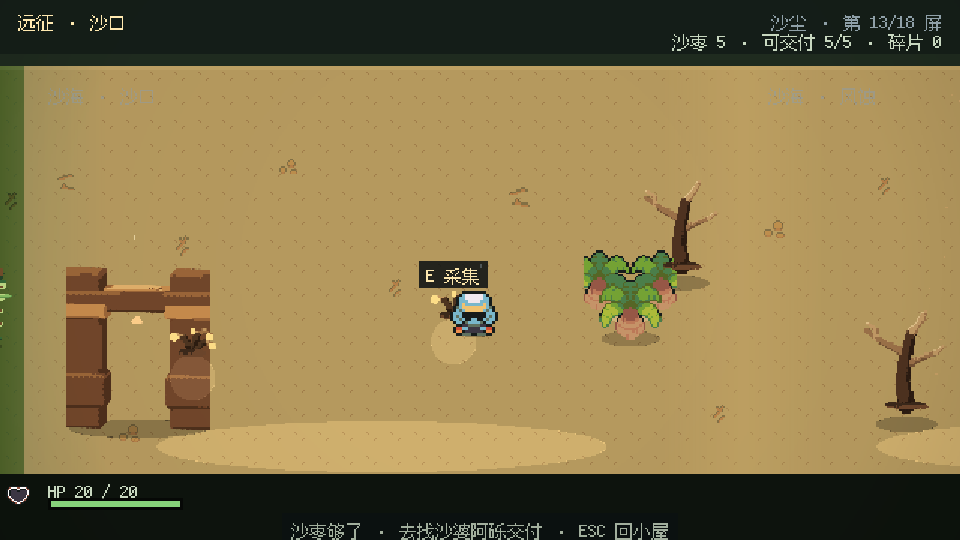 远征 · 沙口
沙尘 · 第 13/18 屏
沙枣 5 · 可交付 5/5 · 碎片 0
E 采集
HP 20 / 20
沙枣够了 · 去找沙婆阿砾交付 · ESC 回小屋